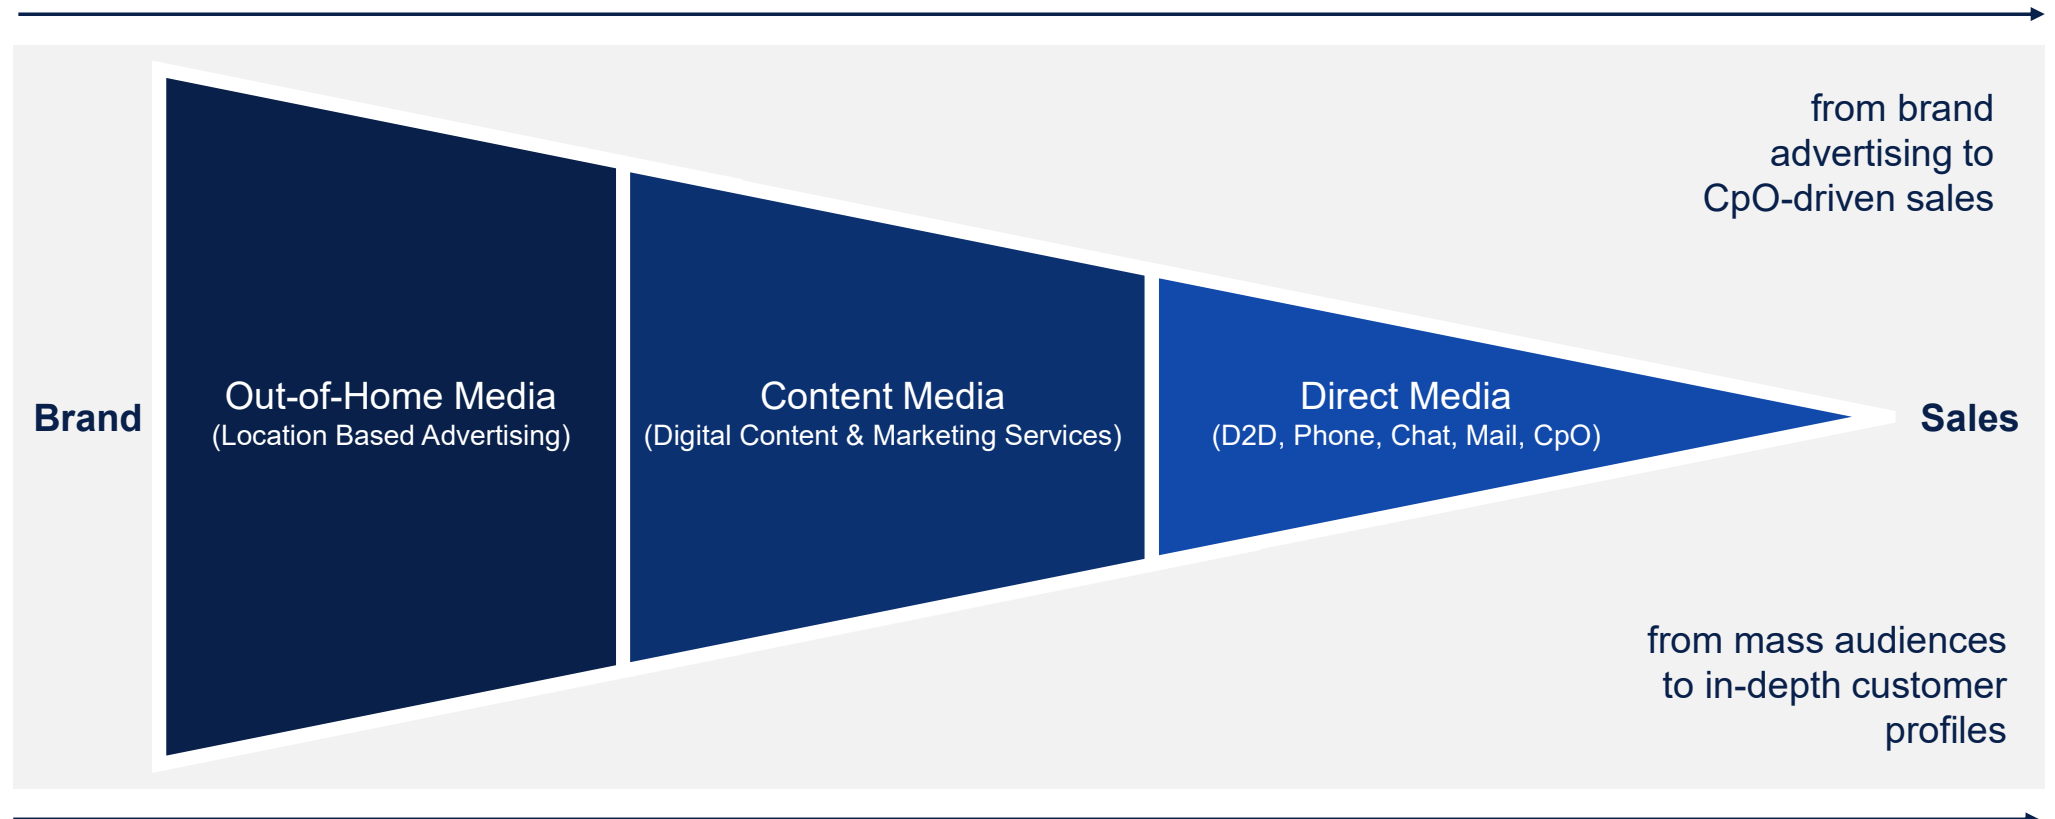 from brand
advertising to
CpO-driven sales
Brand
Out-of-Home Media
(Location Based Advertising)
Content Media
(Digital Content & Marketing Services)
Direct Media
(D2D, Phone, Chat, Mail, CpO)
Sales
from mass audiences
to in-depth customer
profiles